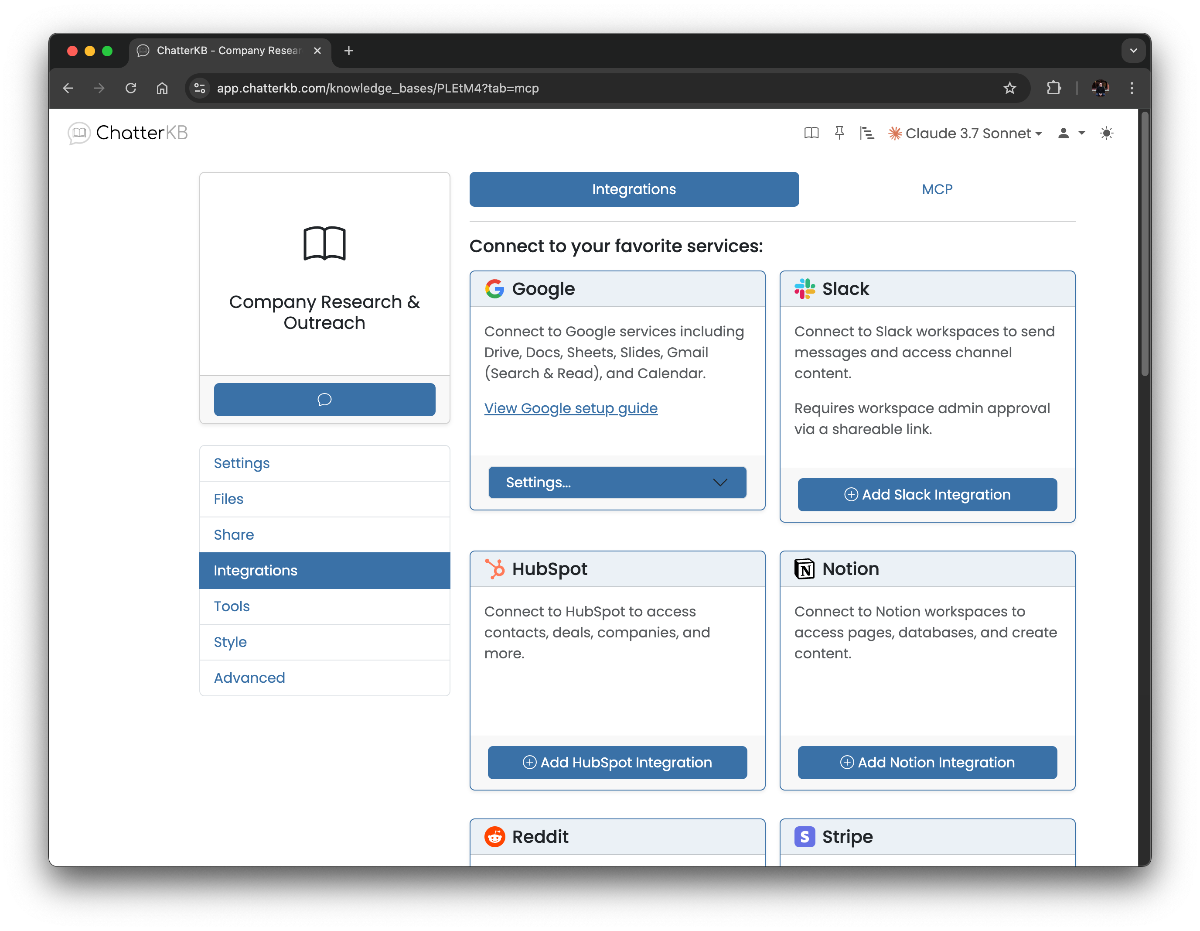 ChatterKB - Company Resear
app.chatterkb.com/knowledge_bases/PLEtM4?tab=mcp
ChatterKB
Claude 3.7 Sonnet
Company Research &
Outreach
Settings
Files
Share
Integrations
Tools
Style
Advanced
Integrations
MCP
Connect to your favorite services:
Google
Connect to Google services including
Drive, Docs, Sheets, Slides, Gmail
(Search & Read), and Calendar.
View Google setup guide
Settings...
Slack
Connect to Slack workspaces to send
messages and access channel
content.
Requires workspace admin approval
via a shareable link.
Add Slack Integration
HubSpot
Connect to HubSpot to access
contacts, deals, companies, and
more.
Add HubSpot Integration
Notion
Connect to Notion workspaces to
access pages, databases, and create
content.
Add Notion Integration
Reddit
Stripe